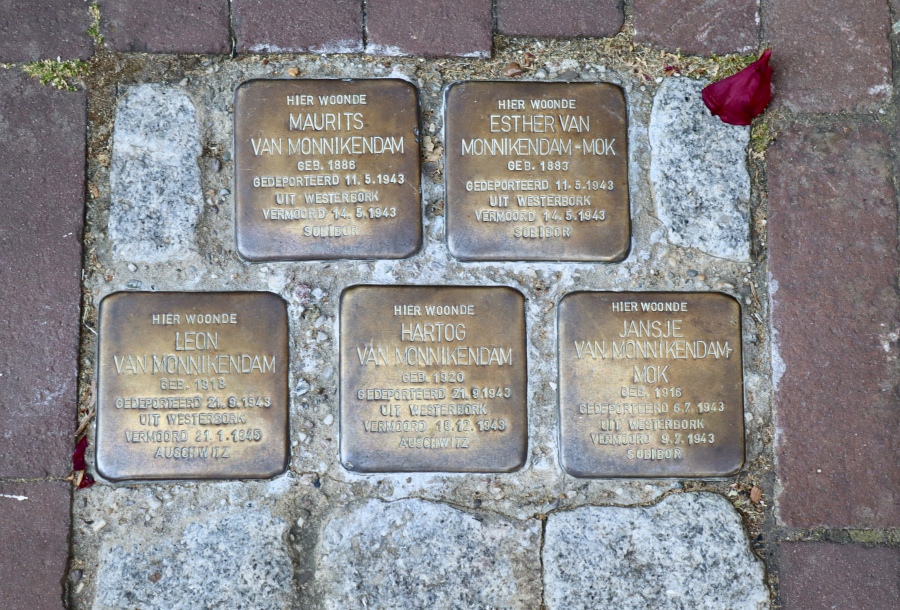 HIER WOONDE
MAURITS
VAN MONNIKENDAM
GEB. 1886
GEDEPORTEERD 11.5.1943
UIT WESTERBORK
VERMOORD 14.5.1943
SOBIBOR
HIER WOONDE
ESTHER VAN
MONNIKENDAM-MOK
GEB. 1883
GEDEPORTEERD 11.5.1943
UIT WESTERBORK
VERMOORD 14.5.1943
SOBIBOR
HIER WOONDE
LEON
VAN MONNIKENDAM
GEB. 1913
GEDEPORTEERD 21.9.1943
UIT WESTERBORK
VERMOORD 21.1.1945
AUSCHWITZ
HIER WOONDE
HARTOG
VAN MONNIKENDAM
GEB. 1920
GEDEPORTEERD 21.9.1943
UIT WESTERBORK
VERMOORD 19.12.1943
AUSCHWITZ
HIER WOONDE
JANSJE
VAN MONNIKENDAM-
MOK
GEB. 1916
GEDEPORTEERD 6.7.1943
UIT WESTERBORK
VERMOORD 9.7.1943
SOBIBOR